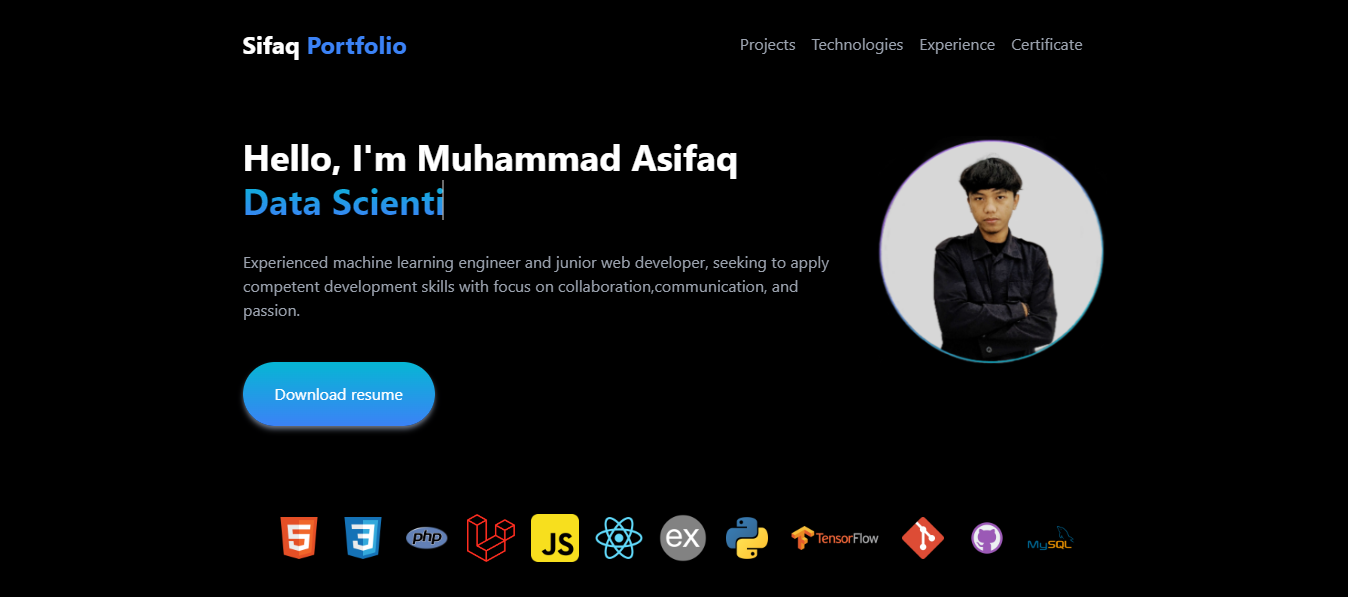 Sifaq Portfolio
Projects Technologies Experience Certificate
Hello, I'm Muhammad Asifaq
Data Scienti
Experienced machine learning engineer and junior web developer, seeking to apply
competent development skills with focus on collaboration,communication, and
passion.
Download resume
5 3 php JS ex TensorFlow MySQL